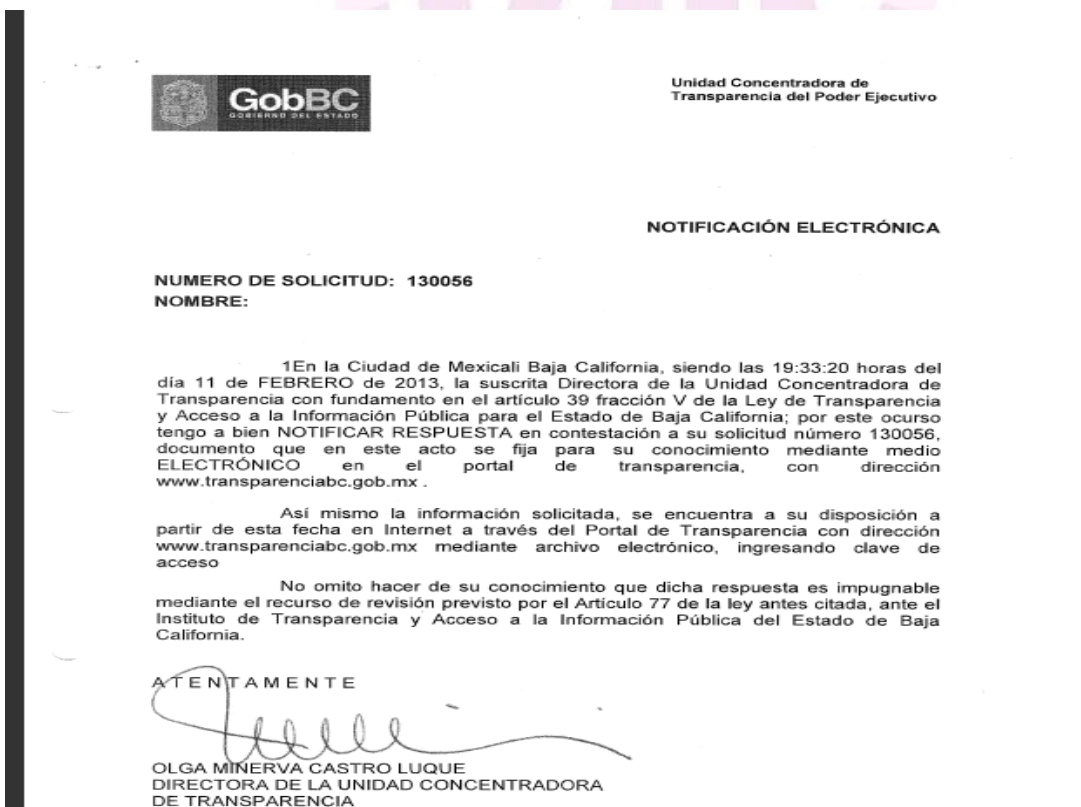 GobBC
GOBIERNO DEL ESTADO
Unidad Concentradora de
Transparencia del Poder Ejecutivo
NOTIFICACIÓN ELECTRÓNICA
NUMERO DE SOLICITUD: 130056
NOMBRE:
1En la Ciudad de Mexicali Baja California, siendo las 19:33:20 horas del
día 11 de FEBRERO de 2013, la suscrita Directora de la Unidad Concentradora de
Transparencia con fundamento en el artículo 39 fracción V de la Ley de Transparencia
y Acceso a la Información Pública para el Estado de Baja California; por este ocurso
tengo a bien NOTIFICAR RESPUESTA en contestación a su solicitud número 130056,
documento que en este acto se fija para su conocimiento mediante medio
ELECTRÓNICO en el portal de transparencia, con dirección
www.transparenciabc.gob.mx .
Así mismo la información solicitada, se encuentra a su disposición a
partir de esta fecha en Internet a través del Portal de Transparencia con dirección
www.transparenciabc.gob.mx mediante archivo electrónico, ingresando clave de
acceso
No omito hacer de su conocimiento que dicha respuesta es impugnable
mediante el recurso de revisión previsto por el Artículo 77 de la ley antes citada, ante el
Instituto de Transparencia y Acceso a la Información Pública del Estado de Baja
California.
ATENTAMENTE
OLGA MINERVA CASTRO LUQUE
DIRECTORA DE LA UNIDAD CONCENTRADORA
DE TRANSPARENCIA